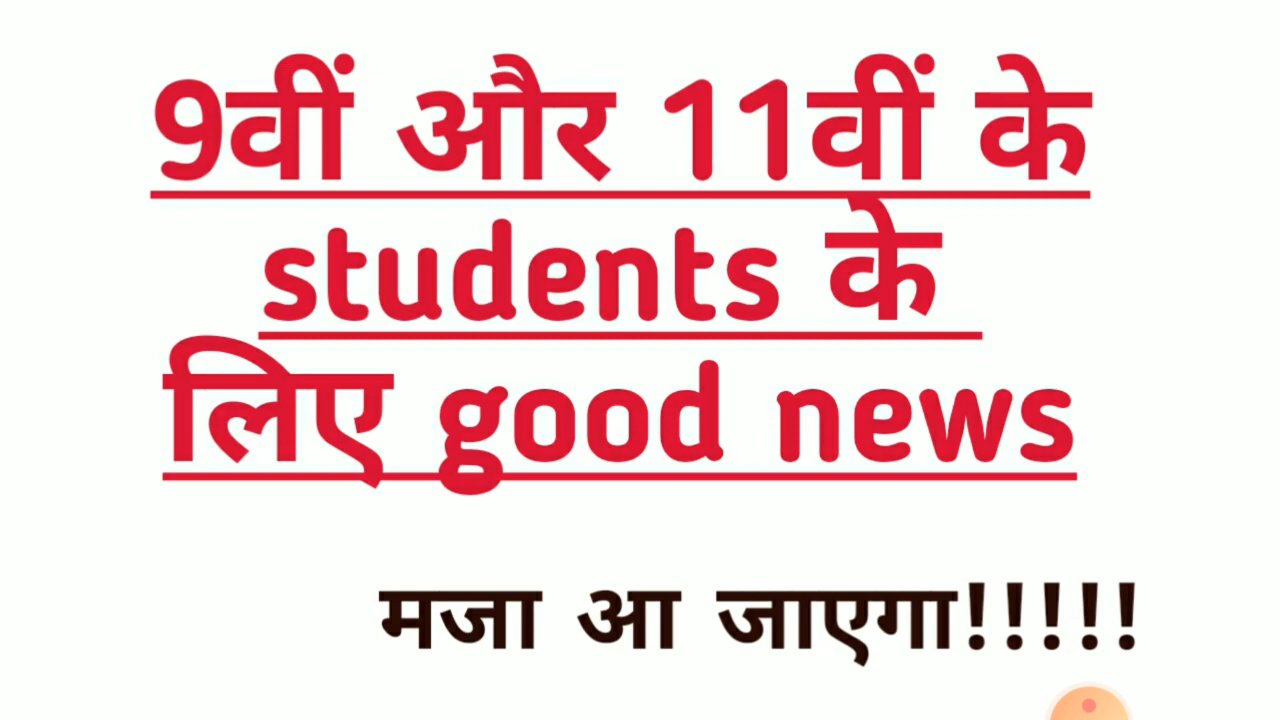 9वीं और 11वीं के
students के
लिए good news
मजा आ जाएगा!!!!!